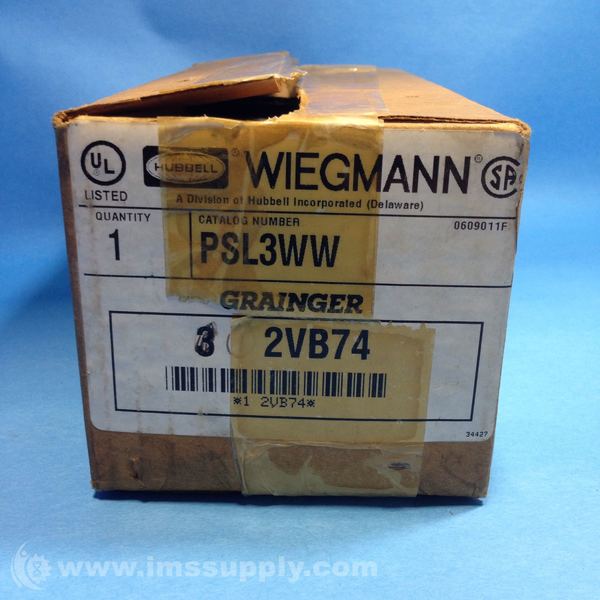 UL
LISTED
HUBBELL ® WIEGMANN ® SA
A Division of Hubbell Incorporated (Delaware)
QUANTITY
1
CATALOG NUMBER
PSL3WW
0609011F
GRAINGER
2VB74
*1 2VB74*
34427
www.imssupply.com